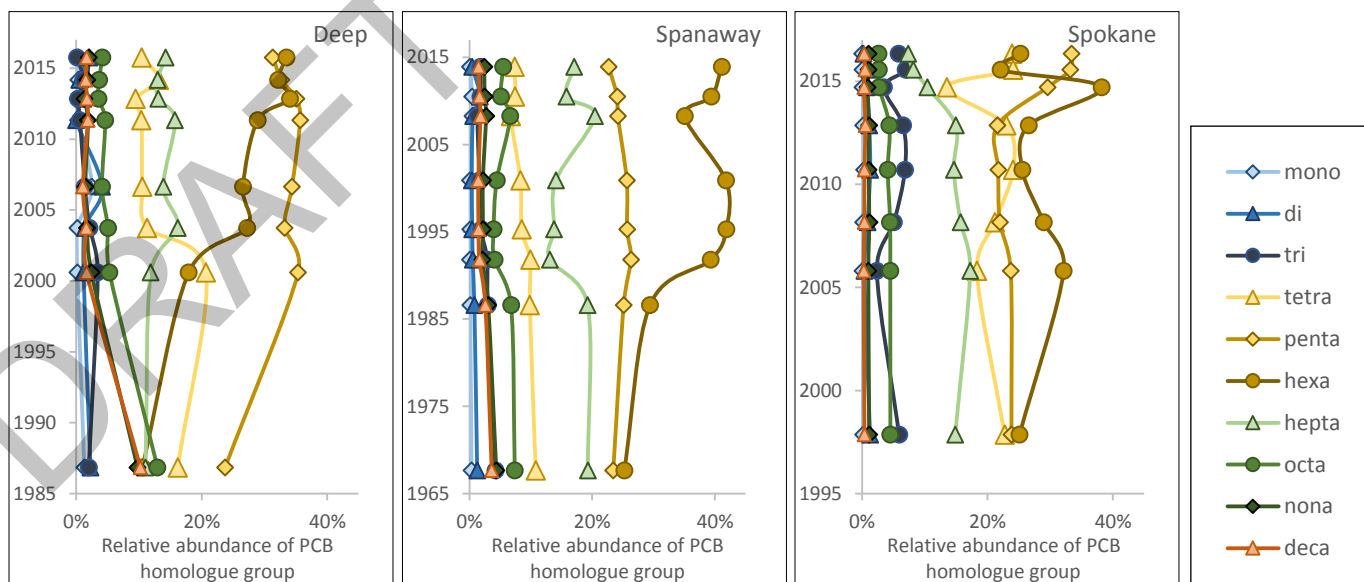 Deep
2015
2010
2005
2000
1995
1990
1985
0%
20%
40%
Relative abundance of PCB
homologue group
Spanaway
2015
2005
1995
1985
1975
1965
0%
20%
40%
Relative abundance of PCB
homologue group
Spokane
2015
2010
2005
2000
1995
0%
20%
40%
Relative abundance of PCB
homologue group
mono
di
tri
tetra
penta
hexa
hepta
octa
nona
deca
DRAFT